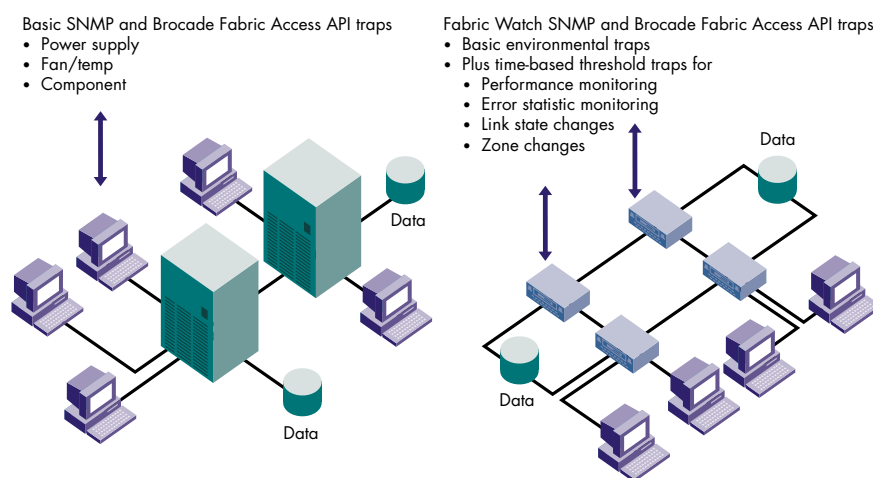 Basic SNMP and Brocade Fabric Access API traps
• Power supply
• Fan/temp
• Component
Data
Data
Fabric Watch SNMP and Brocade Fabric Access API traps
• Basic environmental traps
• Plus time-based threshold traps for
• Performance monitoring
• Error statistic monitoring
• Link state changes
• Zone changes
Data
Data